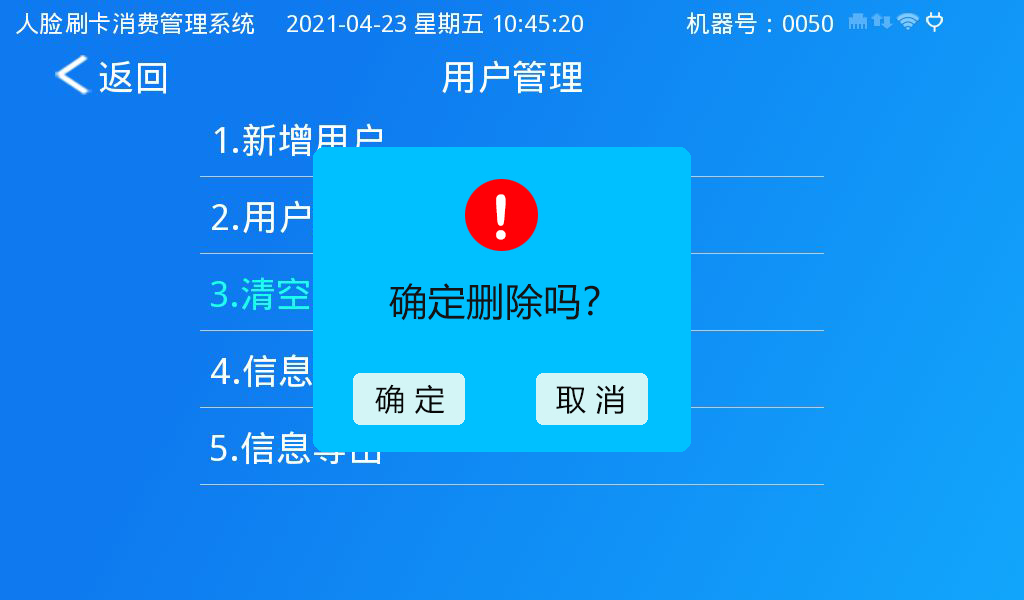 人脸刷卡消费管理系统 2021-04-23 星期五 10:45:20 机器号：0050
返回 用户管理
1.新增用户
2.用户
3.清空
确定删除吗？
4.信息
确定 取消
5.信息导出